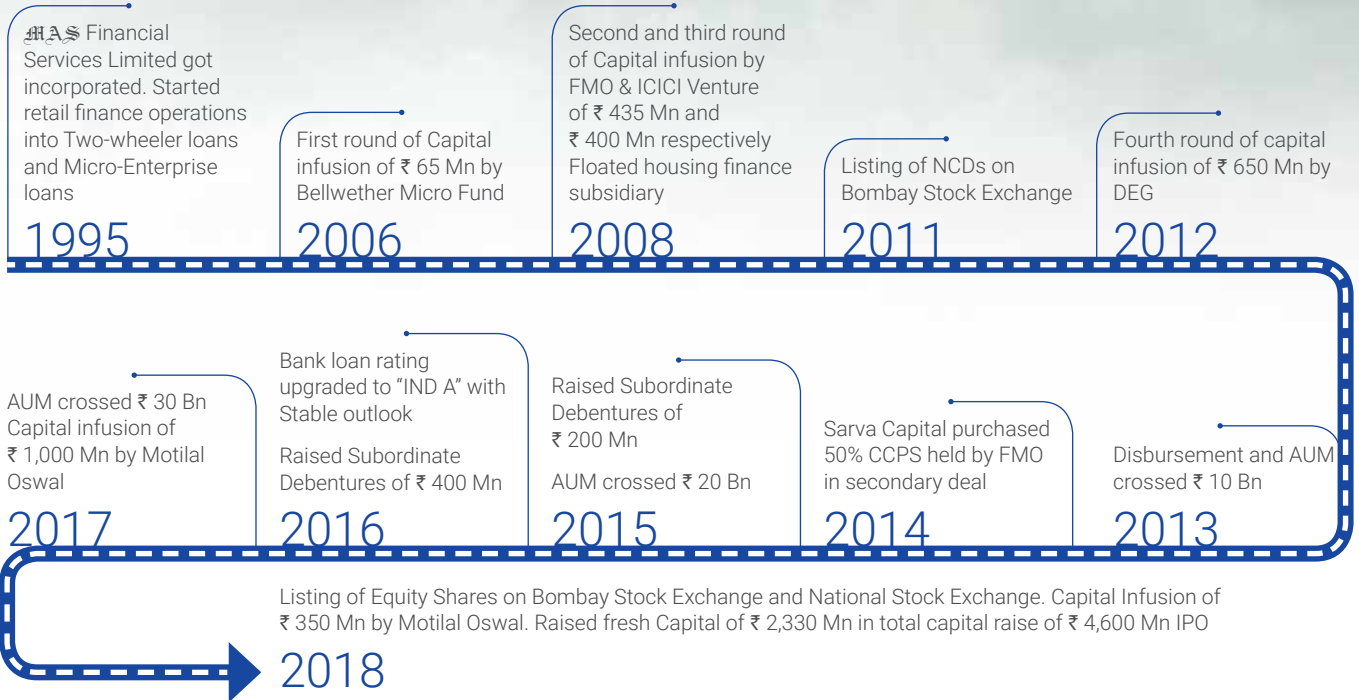 MAS Financial
Services Limited got
incorporated. Started
retail finance operations
into Two-wheeler loans
and Micro-Enterprise
loans
1995
First round of Capital
infusion of ₹ 65 Mn by
Bellwether Micro Fund
2006
Second and third round
of Capital infusion by
FMO & ICICI Venture
of ₹ 435 Mn and
₹ 400 Mn respectively
Floated housing finance
subsidiary
2008
Listing of NCDs on
Bombay Stock Exchange
2011
Fourth round of capital
infusion of ₹ 650 Mn by
DEG
2012
Disbursement and AUM
crossed ₹ 10 Bn
2013
Sarva Capital purchased
50% CCPS held by FMO
in secondary deal
2014
Raised Subordinate
Debentures of
₹ 200 Mn
AUM crossed ₹ 20 Bn
2015
Bank loan rating
upgraded to “IND A” with
Stable outlook
Raised Subordinate
Debentures of ₹ 400 Mn
2016
AUM crossed ₹ 30 Bn
Capital infusion of
₹ 1,000 Mn by Motilal
Oswal
2017
Listing of Equity Shares on Bombay Stock Exchange and National Stock Exchange. Capital Infusion of
₹ 350 Mn by Motilal Oswal. Raised fresh Capital of ₹ 2,330 Mn in total capital raise of ₹ 4,600 Mn IPO
2018